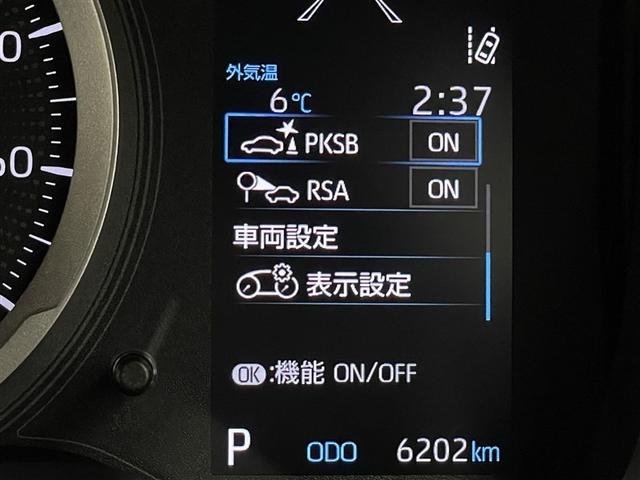 外気温
6℃ 2:37
PKSB ON
RSA ON
車両設定
表示設定
OK:機能 ON/OFF
P ODO 6202km